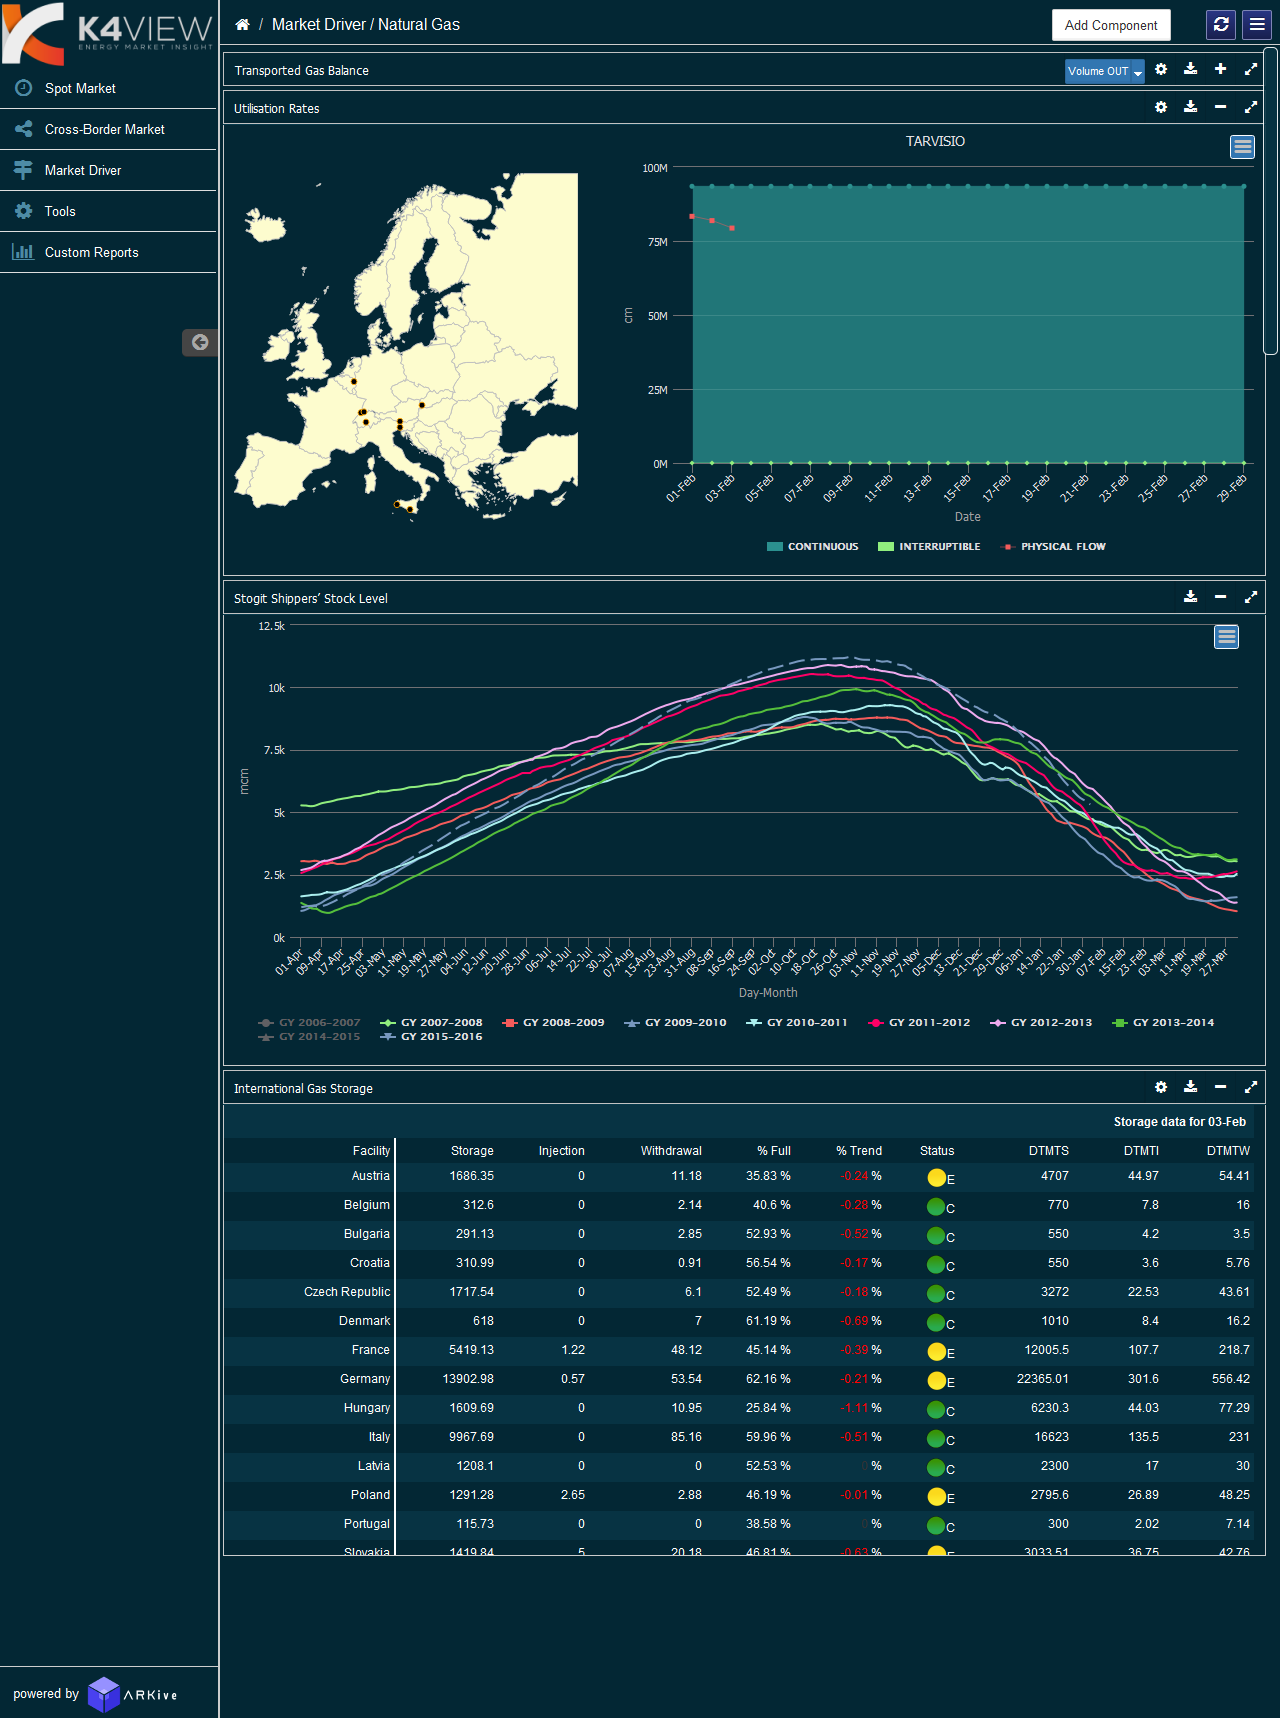 K4VIEW
ENERGY MARKET INSIGHT
/ Market Driver / Natural Gas
Add Component
Spot Market
Cross-Border Market
Market Driver
Tools
Custom Reports
Transported Gas Balance
Volume OUT
Utilisation Rates
TARVISIO
100M
75M
50M
25M
0M
cm
01-Feb 03-Feb 05-Feb 07-Feb 09-Feb 11-Feb 13-Feb 15-Feb 17-Feb 19-Feb 21-Feb 23-Feb 25-Feb 27-Feb 29-Feb
Date
CONTINUOUS INTERRUPTIBLE PHYSICAL FLOW
Stogit Shippers' Stock Level
12.5k
10k
7.5k
5k
2.5k
0k
mcm
01-Apr 09-Apr 17-Apr 25-Apr 03-May 11-May 19-May 27-May 04-Jun 12-Jun 20-Jun 28-Jun 06-Jul 14-Jul 22-Jul 30-Jul 07-Aug 15-Aug 23-Aug 31-Aug 08-Sep 16-Sep 24-Sep 02-Oct 10-Oct 18-Oct 26-Oct 03-Nov 11-Nov 19-Nov 27-Nov 05-Dec 13-Dec 21-Dec 29-Dec 06-Jan 14-Jan 22-Jan 30-Jan 07-Feb 15-Feb 23-Feb 03-Mar 11-Mar 19-Mar 27-Mar
Day-Month
GY 2006-2007 GY 2007-2008 GY 2008-2009 GY 2009-2010 GY 2010-2011 GY 2011-2012 GY 2012-2013 GY 2013-2014
GY 2014-2015 GY 2015-2016
International Gas Storage
Storage data for 03-Feb
Facility Storage Injection Withdrawal % Full % Trend Status DTMTS DTMTI DTMTW
Austria 1686.35 0 11.18 35.83 % -0.24 % E 4707 44.97 54.41
Belgium 312.6 0 2.14 40.6 % -0.28 % C 770 7.8 16
Bulgaria 291.13 0 2.85 52.93 % -0.52 % C 550 4.2 3.5
Croatia 310.99 0 0.91 56.54 % -0.17 % C 550 3.6 5.76
Czech Republic 1717.54 0 6.1 52.49 % -0.18 % C 3272 22.53 43.61
Denmark 618 0 7 61.19 % -0.69 % C 1010 8.4 16.2
France 5419.13 1.22 48.12 45.14 % -0.39 % E 12005.5 107.7 218.7
Germany 13902.98 0.57 53.54 62.16 % -0.21 % E 22365.01 301.6 556.42
Hungary 1609.69 0 10.95 25.84 % -1.11 % C 6230.3 44.03 77.29
Italy 9967.69 0 85.16 59.96 % -0.51 % C 16623 135.5 231
Latvia 1208.1 0 0 52.53 % 0 % C 2300 17 30
Poland 1291.28 2.65 2.88 46.19 % -0.01 % E 2795.6 26.89 48.25
Portugal 115.73 0 0 38.58 % 0 % C 300 2.02 7.14
Slovakia 1419.84 5 20.18 46.81 % -0.63 % E 3033.51 36.75 42.76
powered by ARKive